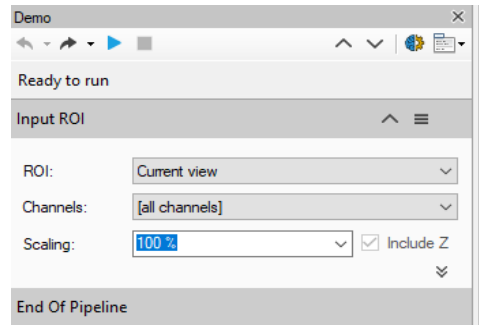 Demo
Ready to run
Input ROI
ROI: Current view
Channels: [all channels]
Scaling: 100 % Include Z
End Of Pipeline